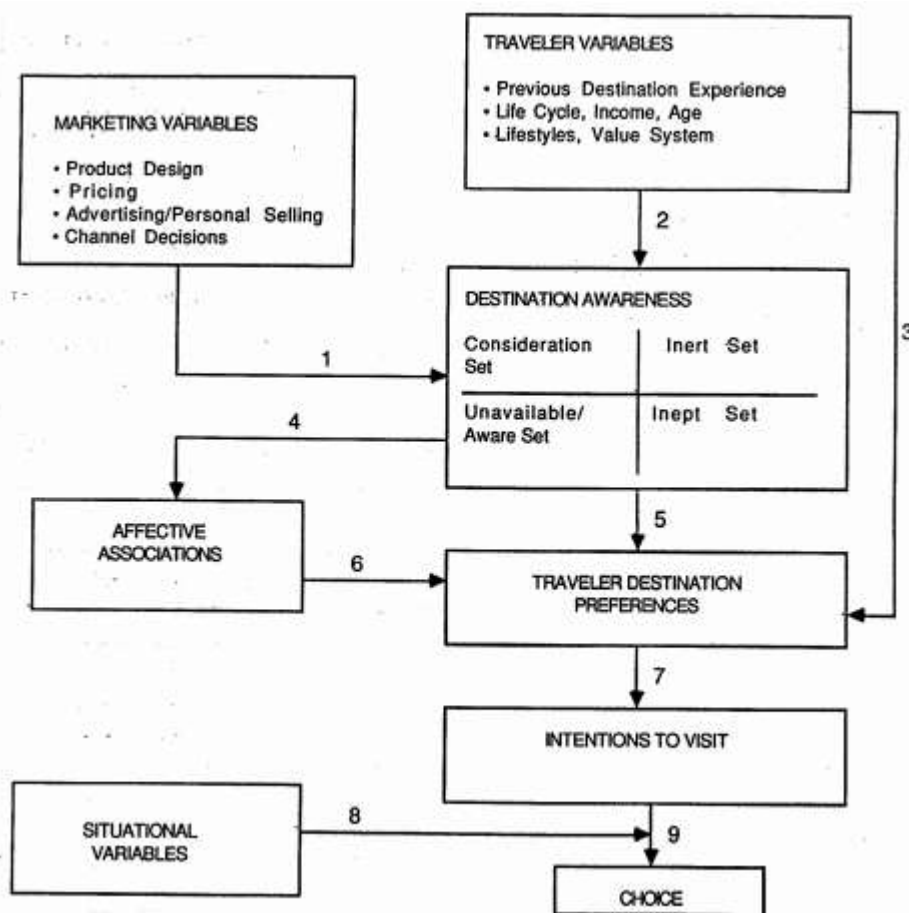 TRAVELER VARIABLES
• Previous Destination Experience
• Life Cycle, Income, Age
• Lifestyles, Value System
MARKETING VARIABLES
• Product Design
• Pricing
• Advertising/Personal Selling
• Channel Decisions
2
3
DESTINATION AWARENESS
Consideration
Set
Inert Set
1
Unavailable/
Aware Set
Inept Set
4
5
AFFECTIVE
ASSOCIATIONS
6
TRAVELER DESTINATION
PREFERENCES
7
INTENTIONS TO VISIT
SITUATIONAL
VARIABLES
8
9
CHOICE